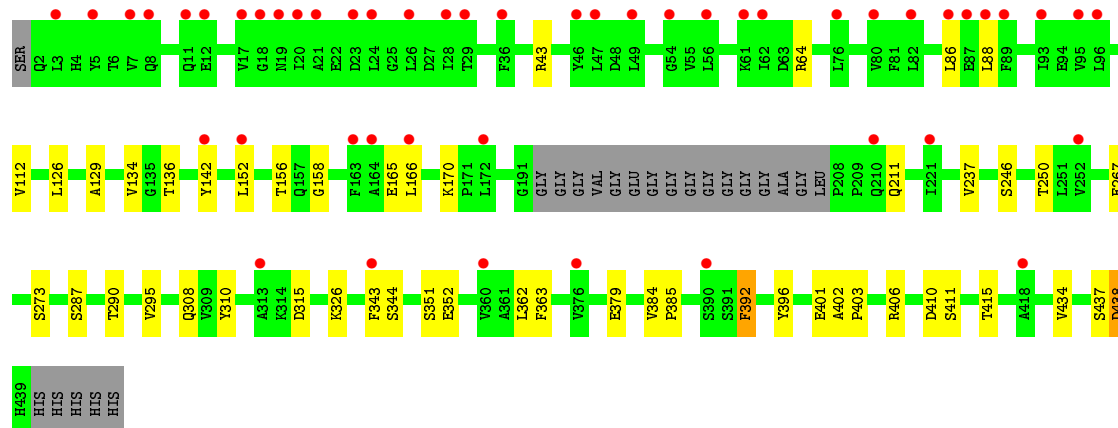 SER Q2 L3 H4 Y5 T6 V7 Q8 Q11 E12 V17 G18 N19 I20 A21 E22 D23 L24 G25 L26 D27 I28 T29 F36 R43 Y46 L47 D48 L49 G54 V55 L56 K61 I62 D63 R64 L76 V80 F81 L82 L86 E87 L88 F89 I93 E94 V95 L96
V112 L126 A129 V134 G135 T136 Y142 L152 T156 Q157 G158 F163 A164 E165 L166 K170 P171 L172 G191 GLY GLY GLY VAL GLY GLU GLY GLY GLY GLY GLY GLY ALA GLY LEU P208 P209 Q210 Q211 I221 V237 S246 T250 L251 V252
S273 S287 T290 V295 Q308 V309 Y310 A313 K314 D315 K326 F343 S344 S351 E352 V360 A361 L362 F363 V376 E379 V384 P385 S390 S391 F392 Y396 E401 A402 P403 R406 D410 S411 T415 A418 V434 S437 D438
H439 HIS HIS HIS HIS HIS